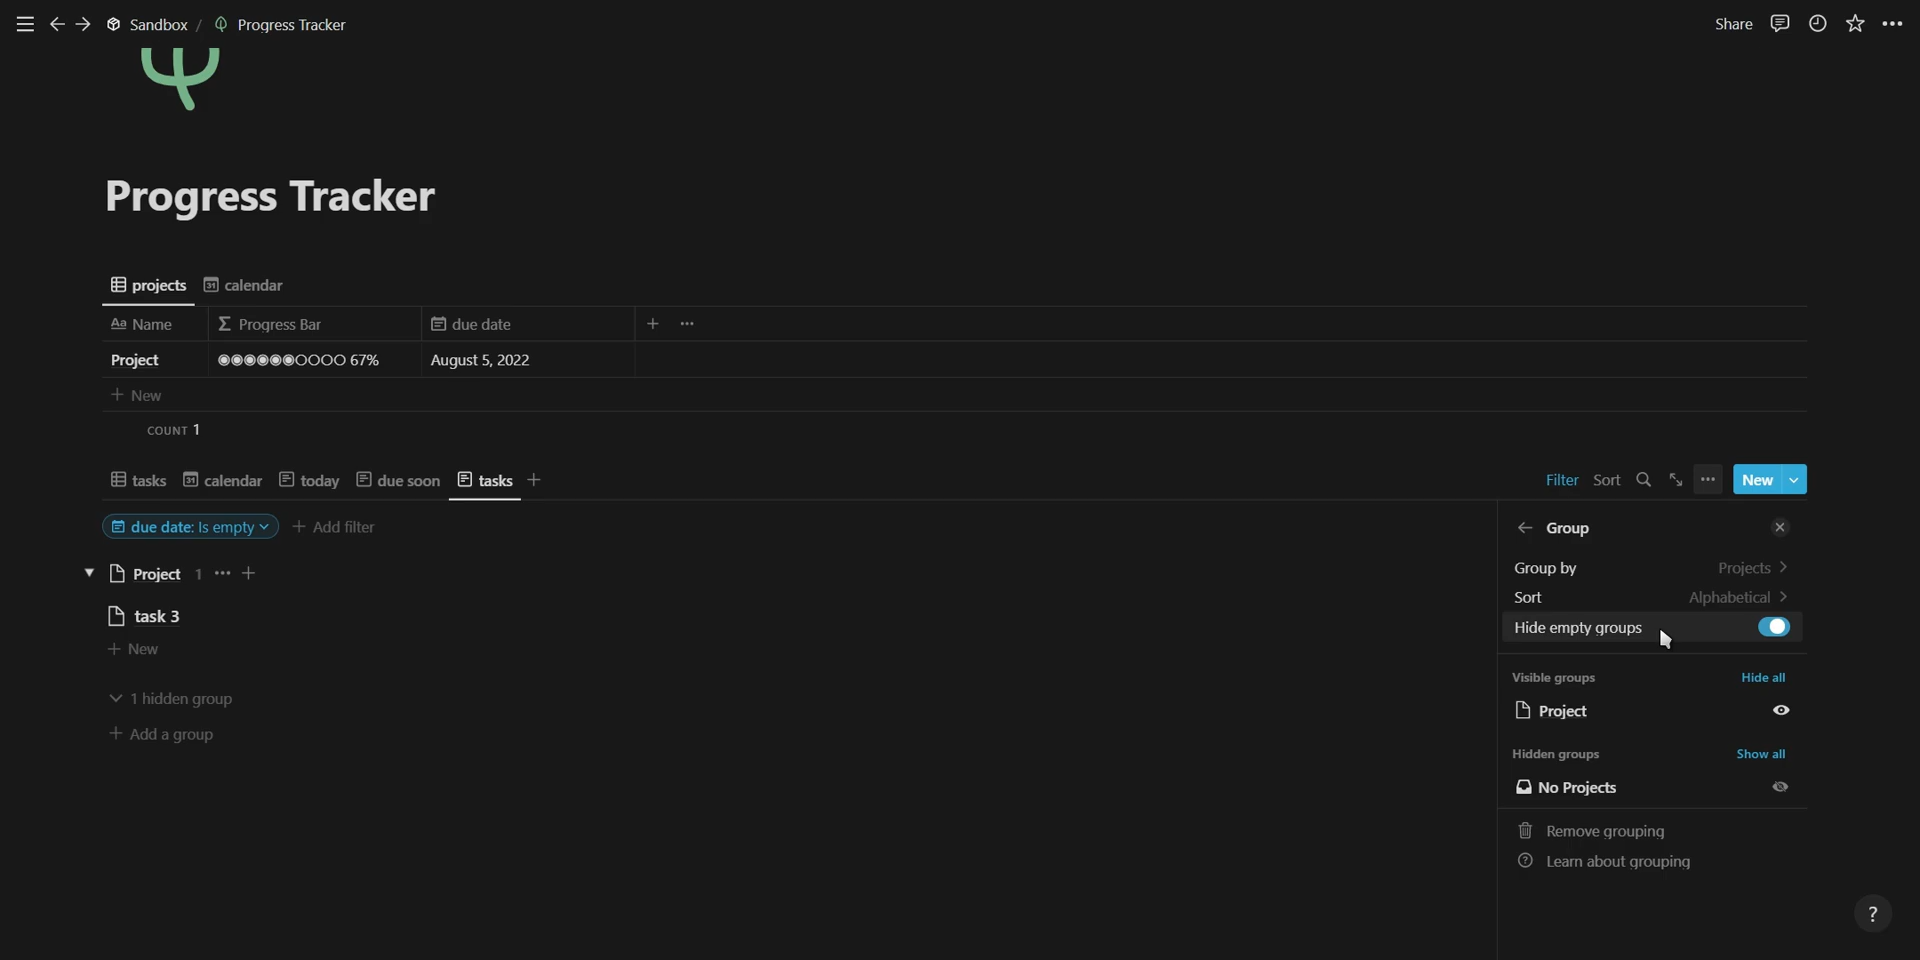 Sandbox / Progress Tracker
Share
Progress Tracker
projects calendar
Aa Name Σ Progress Bar due date
Project ◉◉◉◉◉◉○○○○ 67% August 5, 2022
+ New
COUNT 1
tasks calendar today due soon tasks +
Filter Sort New
due date: Is empty + Add filter
Project 1 ••• +
task 3
+ New
1 hidden group
+ Add a group
Group
Group by Projects
Sort Alphabetical
Hide empty groups
Visible groups Hide all
Project
Hidden groups Show all
No Projects
Remove grouping
Learn about grouping
?